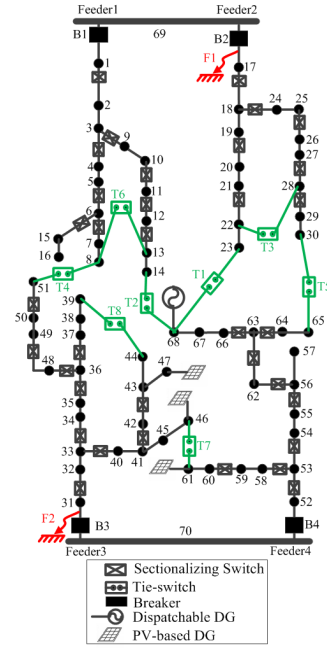 Feeder1 Feeder2
69
B1 B2
F1
1 17
2 18 24 25
3 9 19 26
10 27
4 20
5 T6 11 21 28
6 12 29
15 22 T3 30
7 13 23
16 8
T4 14 T1
51 39 T2 T5
50 38 T8 68 67 66 63 64 65
49 37 44 57
48 36 43 47 62 56
35 42 46 55
34 45 T7 54
33 40 41 61 60 59 58 53
32 52
31
F2
B3 70 B4
Feeder3 Feeder4
Sectionalizing Switch
Tie-switch
Breaker
Dispatchable DG
PV-based DG